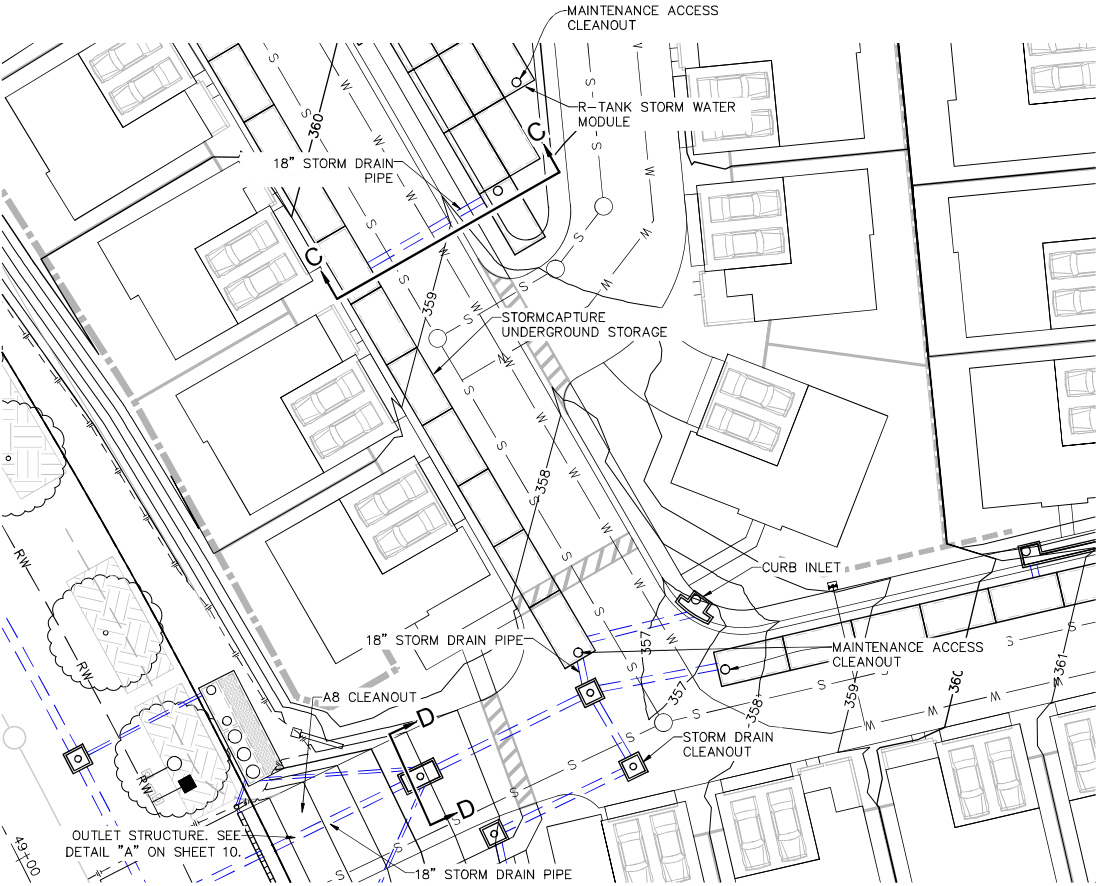 MAINTENANCE ACCESS
CLEANOUT
R-TANK STORM WATER
MODULE
C
360
18" STORM DRAIN
PIPE
C
359
STORMCAPTURE
UNDERGROUND STORAGE
358
CURB INLET
RW
18" STORM DRAIN PIPE
357
MAINTENANCE ACCESS
CLEANOUT
RW
A8 CLEANOUT
357
358
359
360
361
D
STORM DRAIN
CLEANOUT
RW
D
OUTLET STRUCTURE. SEE
DETAIL "A" ON SHEET 10.
49+00
18" STORM DRAIN PIPE
S
W